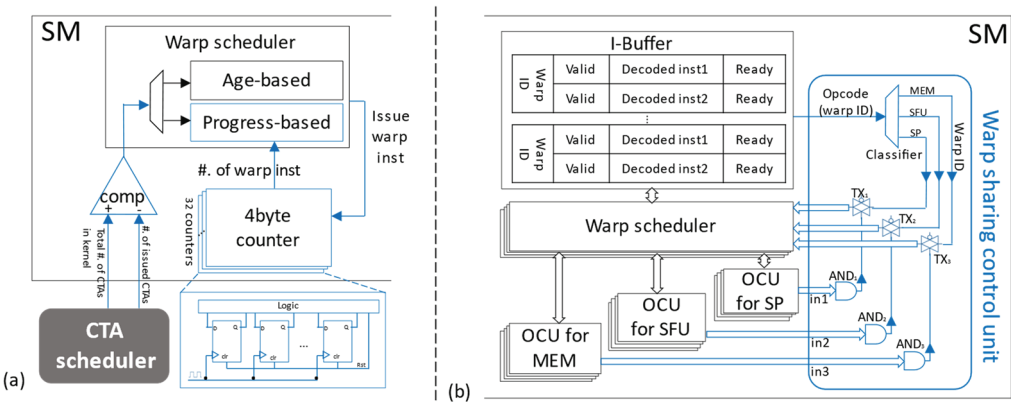 SM
Warp scheduler
Age-based
Progress-based
Issue
warp
inst
#. of warp inst
comp
+
-
Total #. of CTAs
in kernel
#. of issued CTAs
32 counters
...
4byte
counter
CTA
scheduler
Logic
D Q
D Q
D Q
clr
clr
...
clr
Rst
(a)
SM
I-Buffer
Warp
ID
Valid Decoded inst1 Ready
Valid Decoded inst2 Ready
...
Warp
ID
Valid Decoded inst1 Ready
Valid Decoded inst2 Ready
Opcode
(warp ID)
MEM
SFU
SP
Classifier
Warp ID
Warp sharing control unit
TX1
TX2
TX3
Warp scheduler
OCU
for SP
in1
AND1
OCU
for SFU
in2
AND2
OCU for
MEM
in3
AND3
(b)